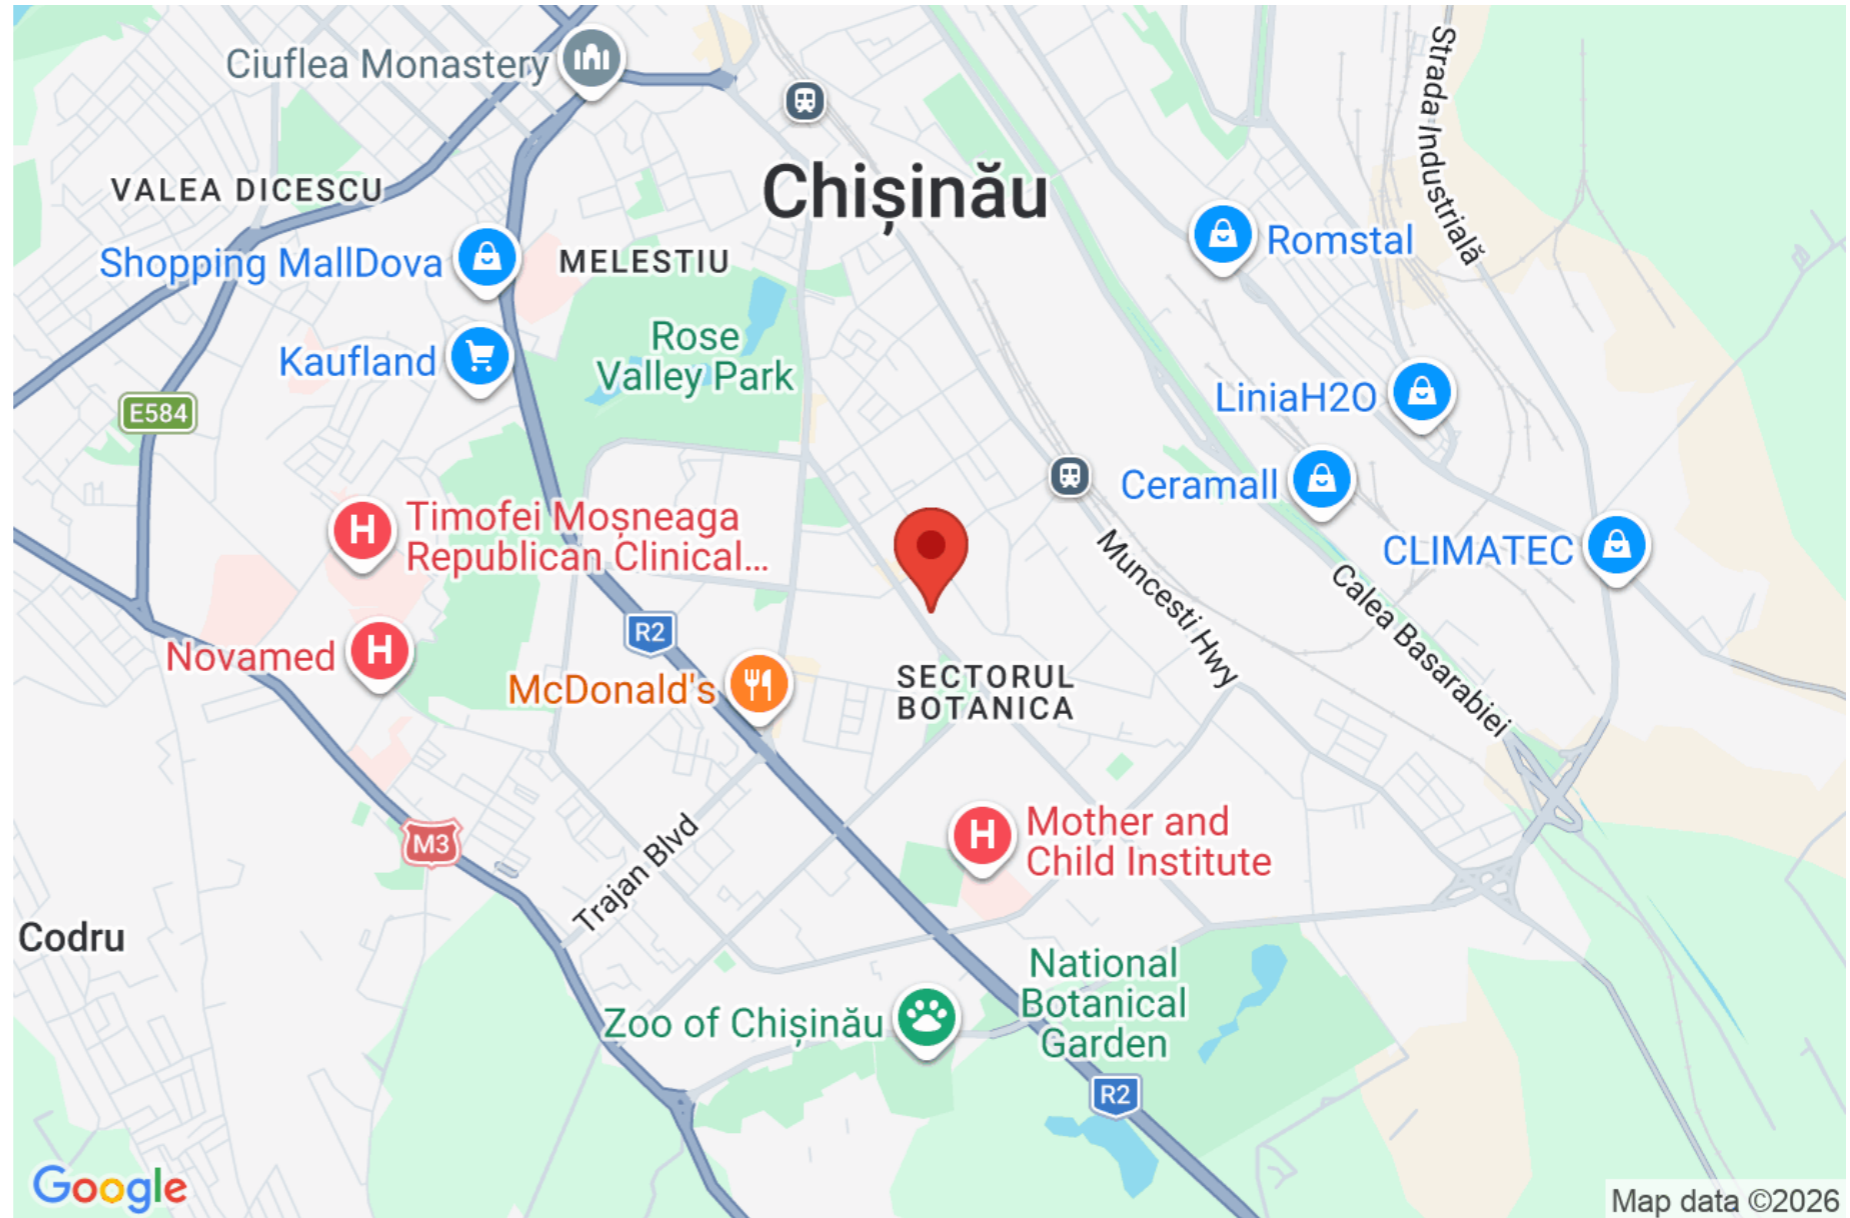 Ciuflea Monastery
Strada Industrială
VALEA DICESCU
Chișinău
Shopping MallDova
MELESTIU
Romstal
Rose
Valley Park
Kaufland
E584
LiniaH2O
Ceramall
Timofei Moșneaga
Republican Clinical...
CLIMATEC
Muncesti Hwy
Calea Basarabiei
R2
Novamed
McDonald's
SECTORUL
BOTANICA
M3
Trajan Blvd
Mother and
Child Institute
Codru
National
Botanical
Garden
Zoo of Chișinău
R2
Google
Map data ©2026